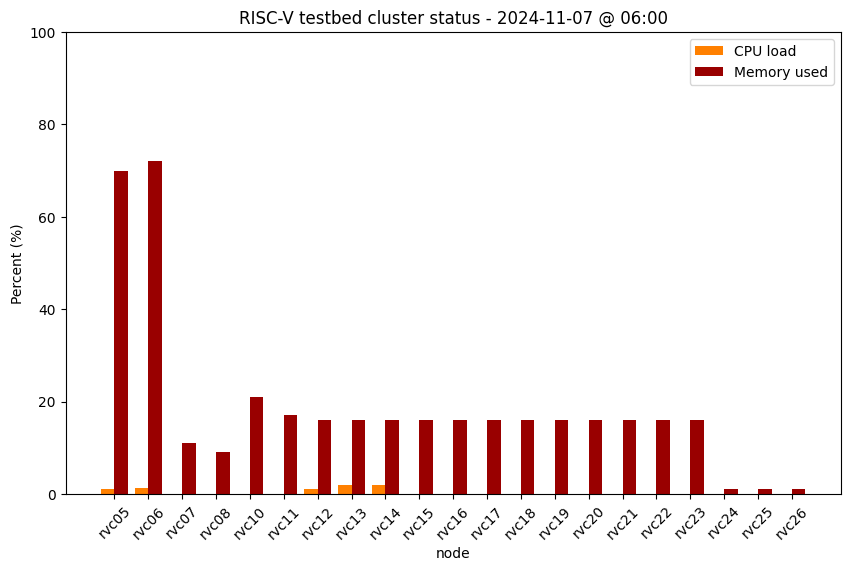 RISC-V testbed cluster status - 2024-11-07 @ 06:00
CPU load
Memory used
Percent (%)
100
80
60
40
20
0
rvc05
rvc06
rvc07
rvc08
rvc10
rvc11
rvc12
rvc13
rvc14
rvc15
rvc16
rvc17
rvc18
rvc19
rvc20
rvc21
rvc22
rvc23
rvc24
rvc25
rvc26
node